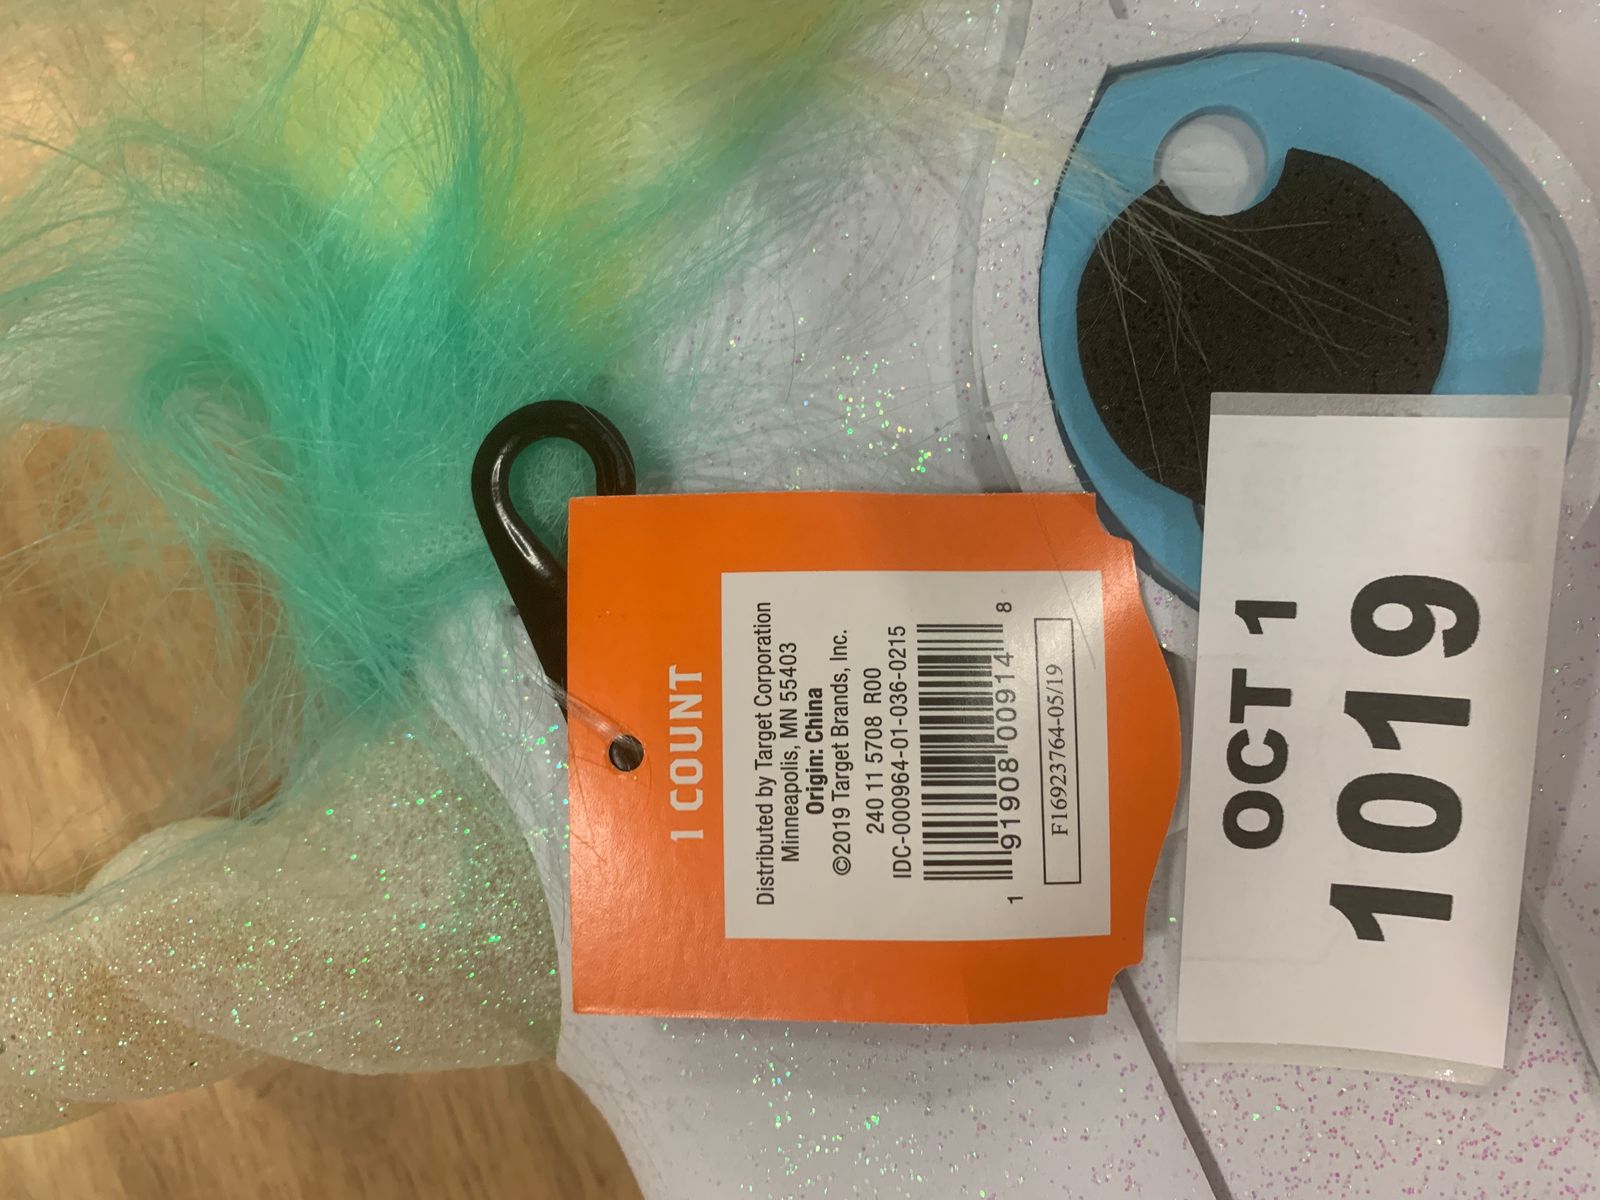 1 COUNT
Distributed by Target Corporation
Minneapolis, MN 55403
Origin: China
©2019 Target Brands, Inc.
240 11 5708 R00
IDC-000964-01-036-0215
1 91908 00914 8
F16923764-05/19
OCT 1
1019